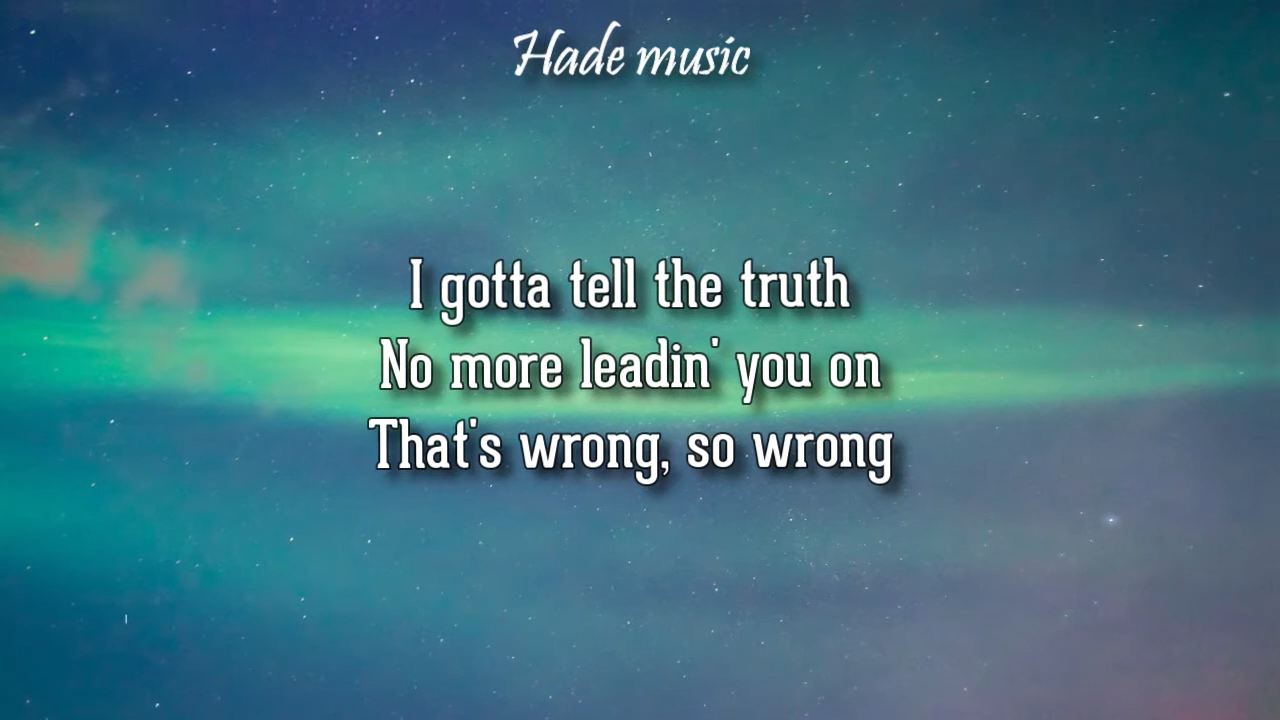 Hade music
I gotta tell the truth
No more leadin' you on
That's wrong, so wrong